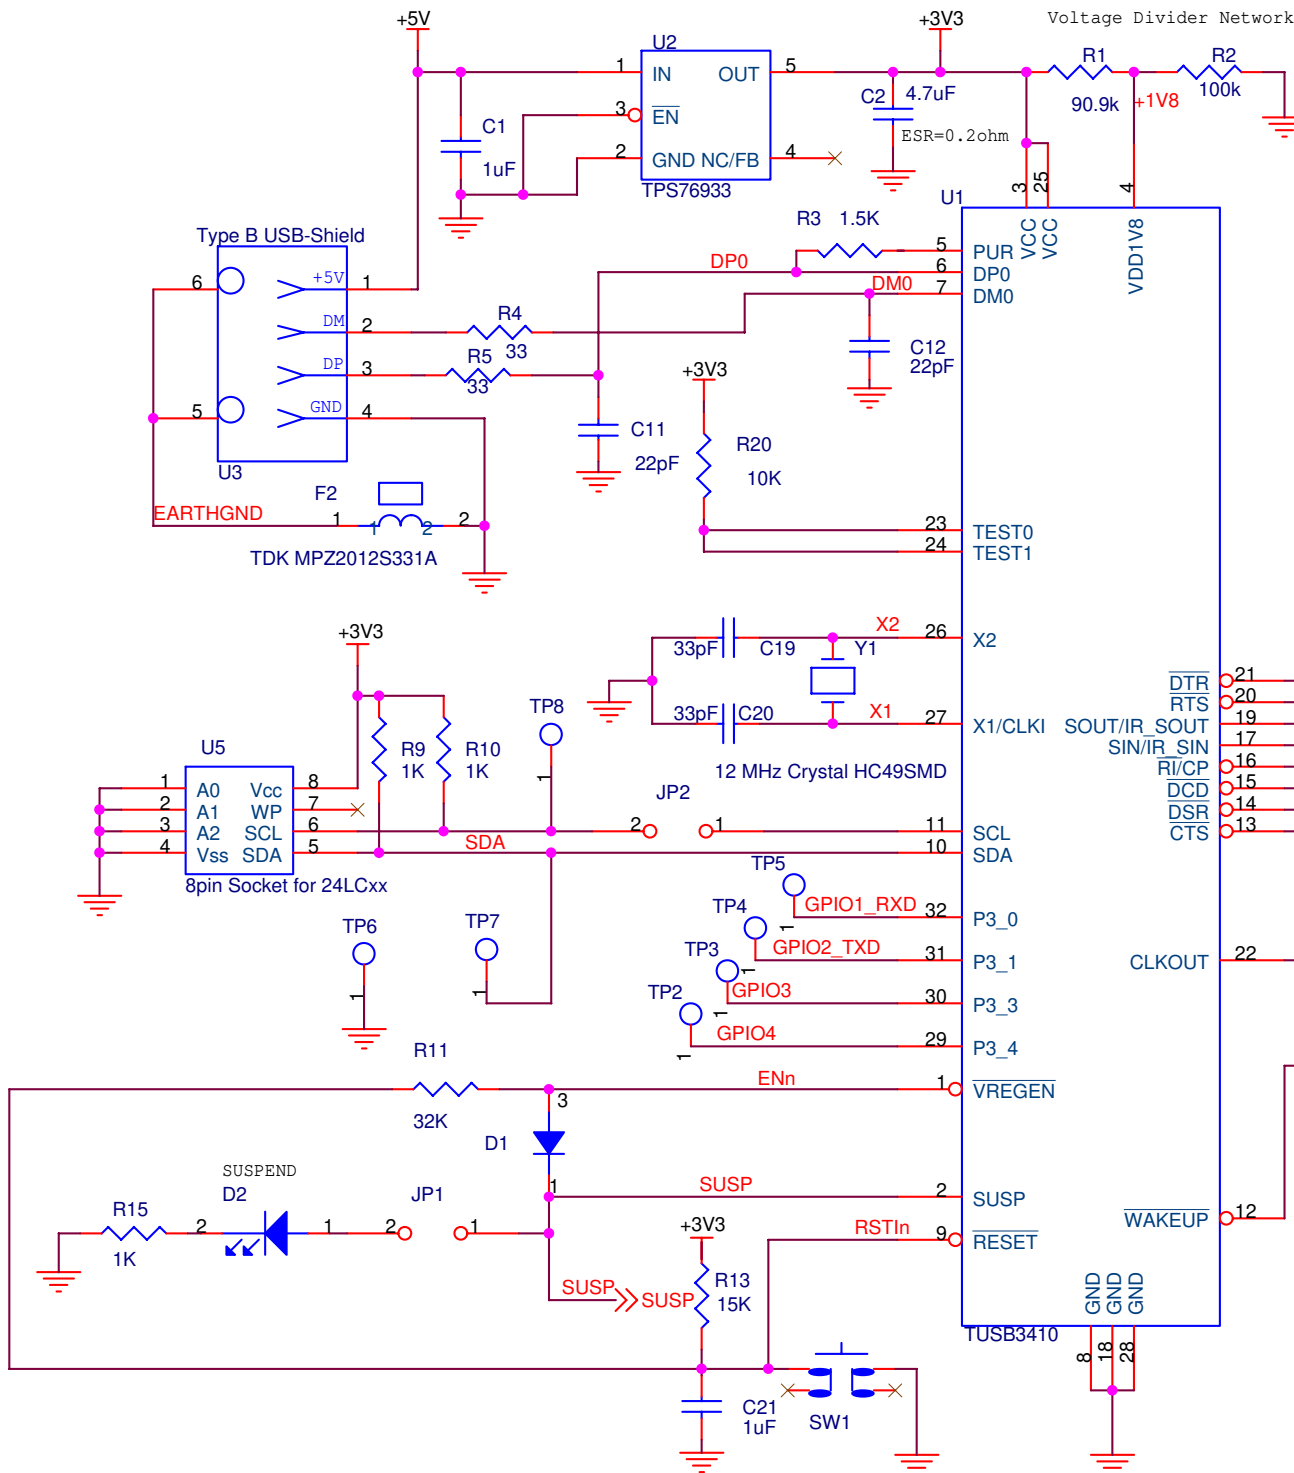 +5V
+3V3
Voltage Divider Network
U2
1 IN OUT 5
3 EN
2 GND NC/FB 4
TPS76933
C1
1uF
C2 4.7uF
ESR=0.2ohm
R1
90.9k
+1V8
R2
100k
3 25 4
U1
VCC
VCC
VDD1V8
R3 1.5K
5 PUR
DP0 6 DP0
DM0 7 DM0
Type B USB-Shield
6 +5V 1
DM 2
DP 3
5 GND 4
U3
R4
33
R5
33
C12
22pF
C11
22pF
+3V3
R20
10K
EARTHGND
F2
1 1 2 2
TDK MPZ2012S331A
23 TEST0
24 TEST1
X2 26 X2
33pF C19 Y1
33pF C20 X1 27 X1/CLKI
12 MHz Crystal HC49SMD
DTR 21
RTS 20
SOUT/IR_SOUT 19
SIN/IR_SIN 17
RI/CP 16
DCD 15
DSR 14
CTS 13
+3V3
R9
1K
R10
1K
TP8
1
U5
1 A0 Vcc 8
2 A1 WP 7
3 A2 SCL 6
4 Vss SDA 5
8pin Socket for 24LCxx
JP2
2 1
SDA
11 SCL
10 SDA
TP5
1 GPIO1_RXD 32 P3_0
TP4
1 GPIO2_TXD 31 P3_1
TP3
1 GPIO3 30 P3_3
TP2
1 GPIO4 29 P3_4
TP6
1
TP7
1
CLKOUT 22
R11
32K
ENn 1 VREGEN
3
D1
1
SUSP 2 SUSP
SUSPEND
D2
R15
1K
2 1
JP1
2 1
SUSP SUSP
+3V3
R13
15K
RSTIn 9 RESET
WAKEUP 12
GND
GND
GND
TUSB3410
8 18 28
C21
1uF
SW1